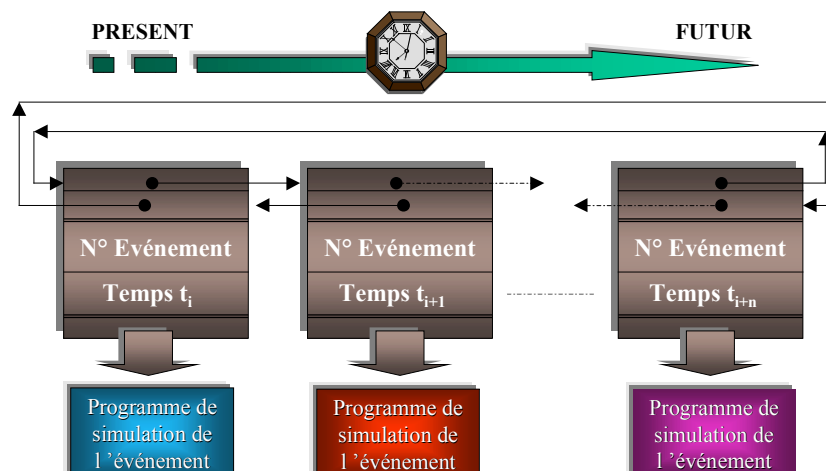 PRESENT
FUTUR
N° Evénement
N° Evénement
N° Evénement
Temps ti
Temps ti+1
Temps ti+n
Programme de
simulation de
l ’événement
Programme de
simulation de
l ’événement
Programme de
simulation de
l ’événement